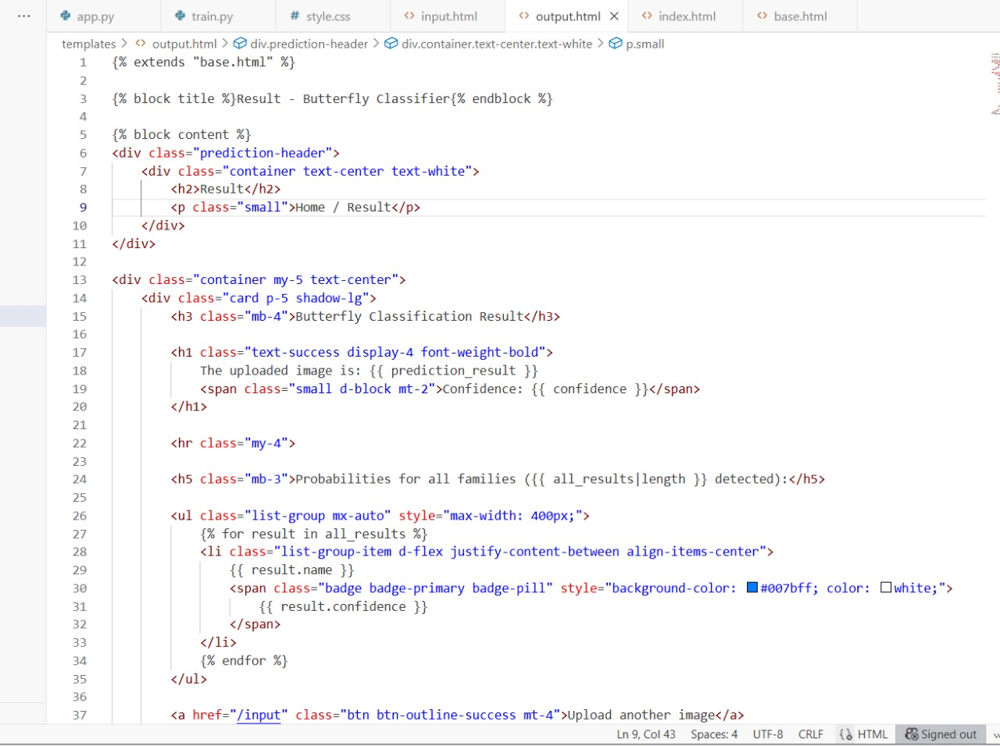 ··· app.py train.py # style.css <> input.html <> output.html × <> index.html <> base.html
templates > <> output.html > div.prediction-header > div.container.text-center.text-white > p.small
1 {% extends "base.html" %}
2
3 {% block title %}Result - Butterfly Classifier{% endblock %}
4
5 {% block content %}
6 <div class="prediction-header">
7     <div class="container text-center text-white">
8         <h2>Result</h2>
9         <p class="small">Home / Result</p>
10     </div>
11 </div>
12
13 <div class="container my-5 text-center">
14     <div class="card p-5 shadow-lg">
15         <h3 class="mb-4">Butterfly Classification Result</h3>
16
17         <h1 class="text-success display-4 font-weight-bold">
18             The uploaded image is: {{ prediction_result }}
19             <span class="small d-block mt-2">Confidence: {{ confidence }}</span>
20         </h1>
21
22         <hr class="my-4">
23
24         <h5 class="mb-3">Probabilities for all families ({{ all_results|length }} detected):</h5>
25
26         <ul class="list-group mx-auto" style="max-width: 400px;">
27             {% for result in all_results %}
28             <li class="list-group-item d-flex justify-content-between align-items-center">
29                 {{ result.name }}
30                 <span class="badge badge-primary badge-pill" style="background-color: #007bff; color: white;">
31                     {{ result.confidence }}
32                 </span>
33             </li>
34             {% endfor %}
35         </ul>
36
37         <a href="/input" class="btn btn-outline-success mt-4">Upload another image</a>
Ln 9, Col 43 Spaces: 4 UTF-8 CRLF {} HTML Signed out